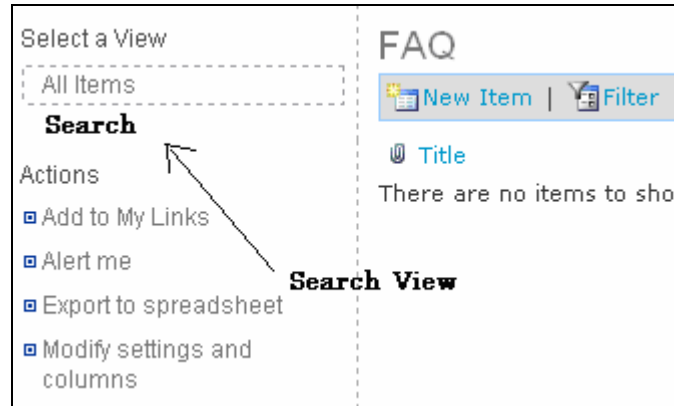 Select a View
All Items
Search
Actions
Add to My Links
Alert me
Export to spreadsheet
Modify settings and
columns
FAQ
New Item | Filter
Title
There are no items to sho
Search View